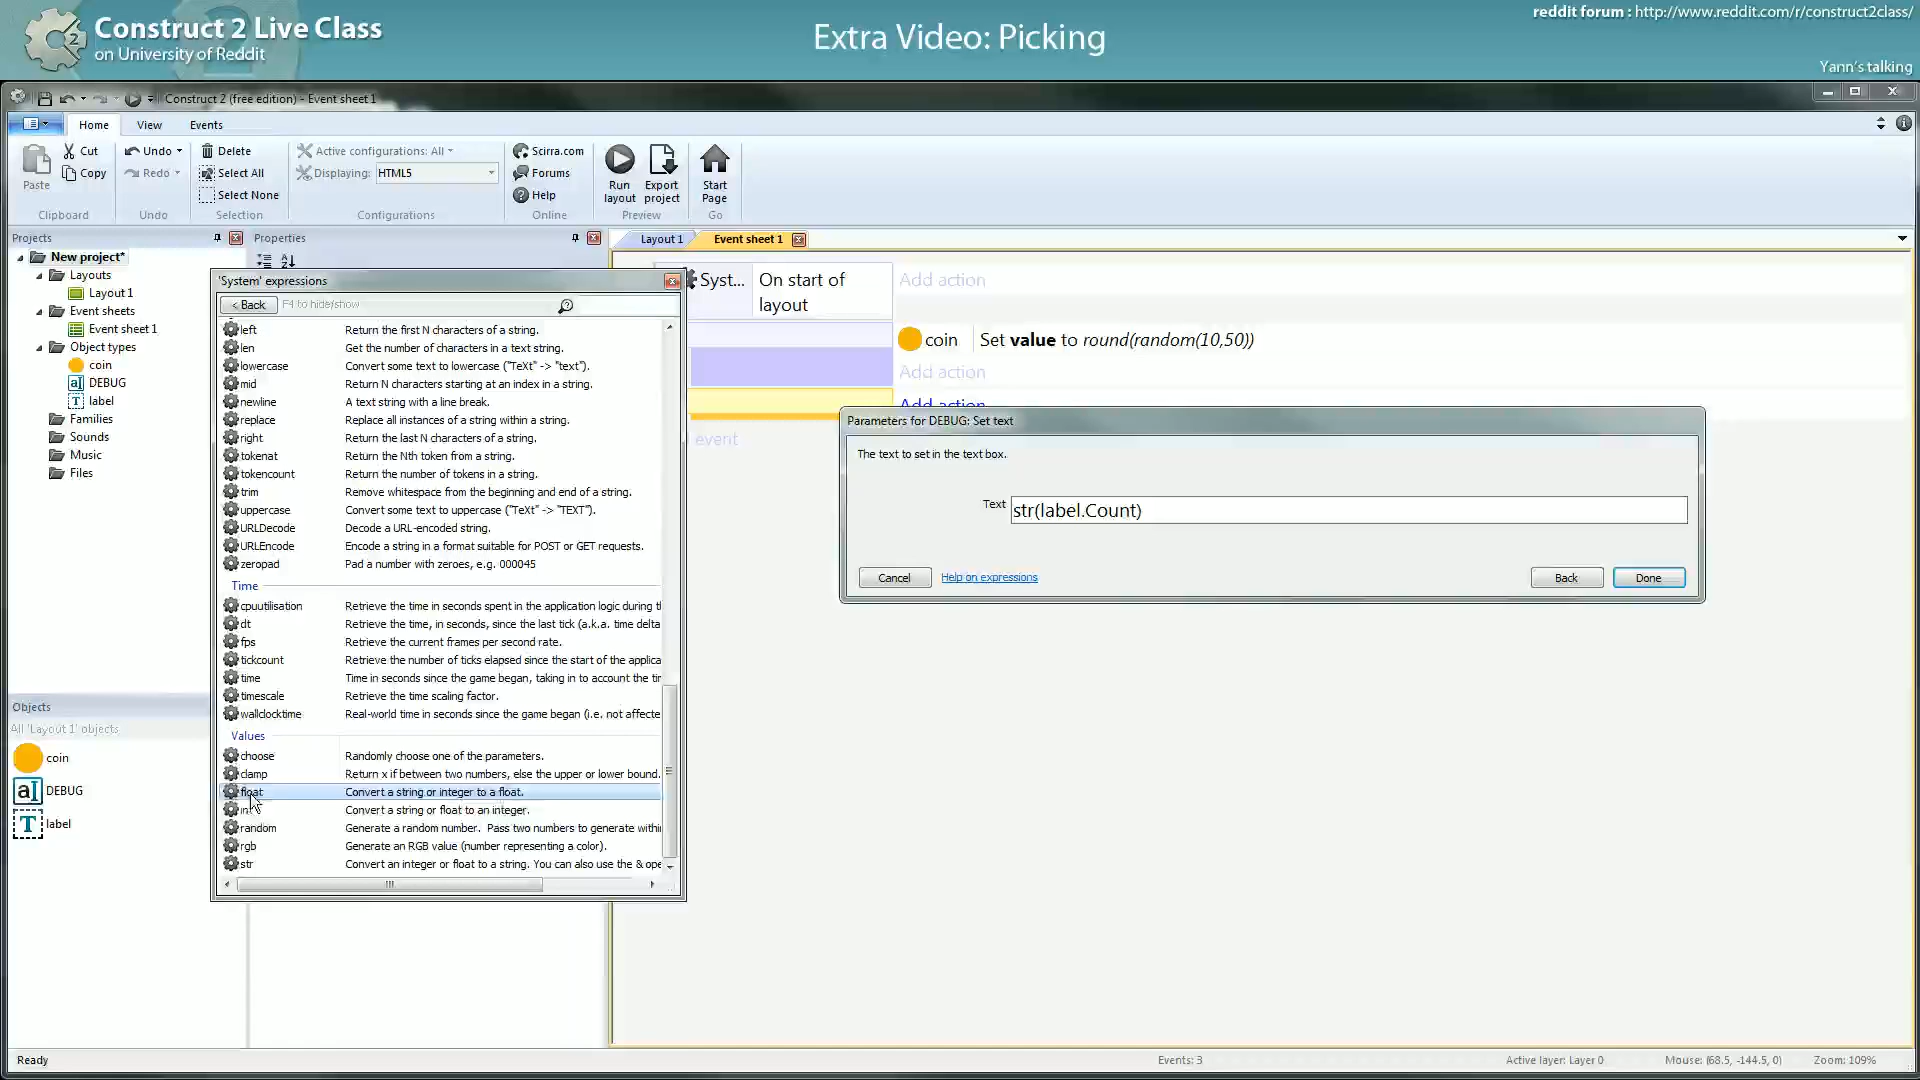 Construct 2 Live Class
on University of Reddit
Extra Video: Picking
reddit forum : http://www.reddit.com/r/construct2class/
Yann's talking
Construct 2 (free edition) - Event sheet 1
Home View Events
Paste
Cut
Copy
Clipboard
Undo
Redo
Undo
Delete
Select All
Select None
Selection
Active configurations: All
Displaying: HTML5
Configurations
Scirra.com
Forums
Help
Online
Run layout
Export project
Preview
Start Page
Go
Projects
New project*
Layouts
Layout 1
Event sheets
Event sheet 1
Object types
coin
DEBUG
label
Families
Sounds
Music
Files
Properties
Layout 1 Event sheet 1
Syst... On start of layout
Add action
coin Set value to round(random(10,50))
Add action
Add action
event
'System' expressions
< Back F4 to hide/show
left Return the first N characters of a string.
len Get the number of characters in a text string.
lowercase Convert some text to lowercase ("TeXt" -> "text").
mid Return N characters starting at an index in a string.
newline A text string with a line break.
replace Replace all instances of a string within a string.
right Return the last N characters of a string.
tokenat Return the Nth token from a string.
tokencount Return the number of tokens in a string.
trim Remove whitespace from the beginning and end of a string.
uppercase Convert some text to uppercase ("TeXt" -> "TEXT").
URLDecode Decode a URL-encoded string.
URLEncode Encode a string in a format suitable for POST or GET requests.
zeropad Pad a number with zeroes, e.g. 000045
Time
cpuutilisation Retrieve the time in seconds spent in the application logic during
dt Retrieve the time, in seconds, since the last tick (a.k.a. time delta
fps Retrieve the current frames per second rate.
tickcount Retrieve the number of ticks elapsed since the start of the applica
time Time in seconds since the game began, taking in to account the
timescale Retrieve the time scaling factor.
wallclocktime Real-world time in seconds since the game began (i.e. not affecte
Values
choose Randomly choose one of the parameters.
clamp Return x if between two numbers, else the upper or lower bound.
float Convert a string or integer to a float.
int Convert a string or float to an integer.
random Generate a random number. Pass two numbers to generate withi
rgb Generate an RGB value (number representing a color).
str Convert an integer or float to a string. You can also use the & ope
Parameters for DEBUG: Set text
The text to set in the text box.
Text str(label.Count)
Cancel Help on expressions Back Done
Objects
All 'Layout 1' objects
coin
DEBUG
label
Ready
Events: 3
Active layer: Layer 0
Mouse: (68.5, -144.5, 0)
Zoom: 109%